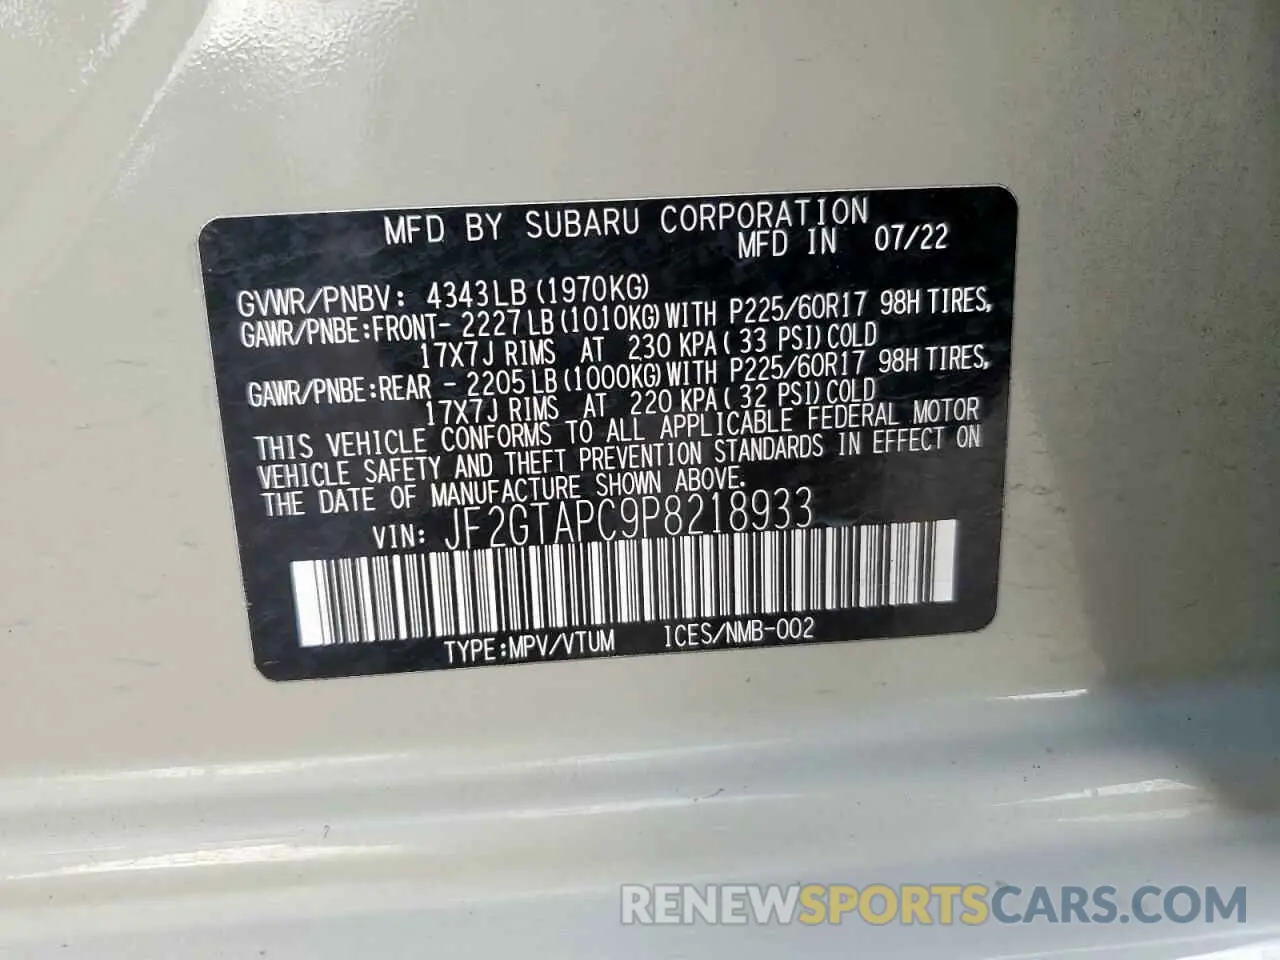 MFD BY SUBARU CORPORATION
MFD IN 07/22
GVWR/PNBV: 4343LB(1970KG)
GAWR/PNBE:FRONT- 2227LB(1010KG)WITH P225/60R17 98H TIRES,
17X7J RIMS AT 230 KPA( 33 PSI)COLD
GAWR/PNBE:REAR - 2205LB(1000KG)WITH P225/60R17 98H TIRES,
17X7J RIMS AT 220 KPA( 32 PSI)COLD
THIS VEHICLE CONFORMS TO ALL APPLICABLE FEDERAL MOTOR
VEHICLE SAFETY AND THEFT PREVENTION STANDARDS IN EFFECT ON
THE DATE OF MANUFACTURE SHOWN ABOVE.
VIN: JF2GTAPC9P8218933
TYPE:MPV/VTUM ICES/NMB-002
RENEWSPORTSCARS.COM